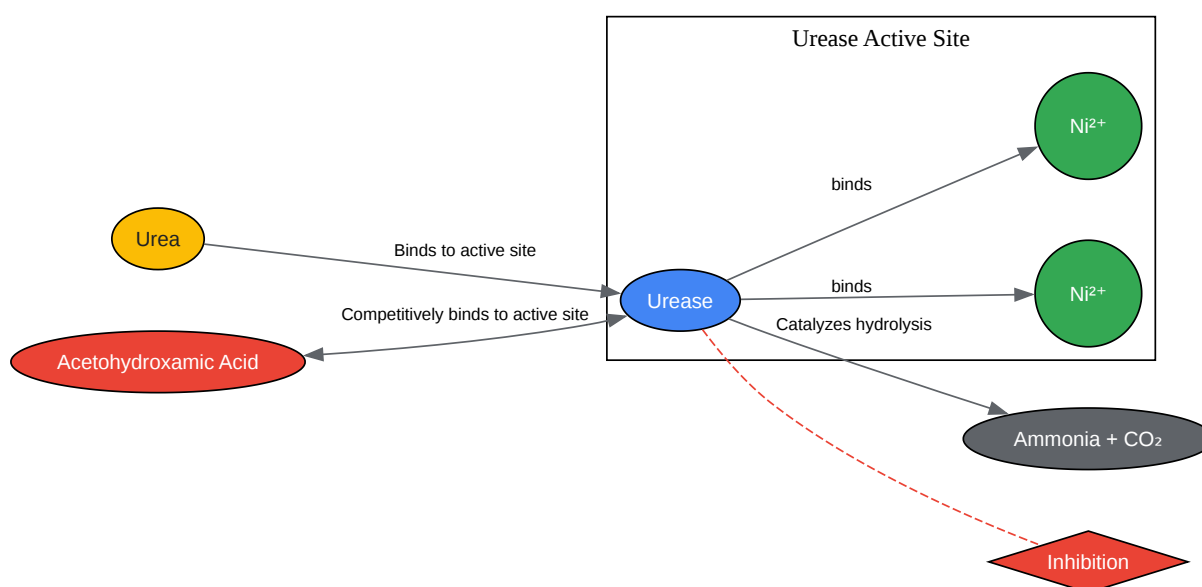 Urease Active Site
Ni²⁺
binds
Urea
Binds to active site
binds
Ni²⁺
Urease
Competitively binds to active site
Catalyzes hydrolysis
Acetohydroxamic Acid
Ammonia + CO₂
Inhibition